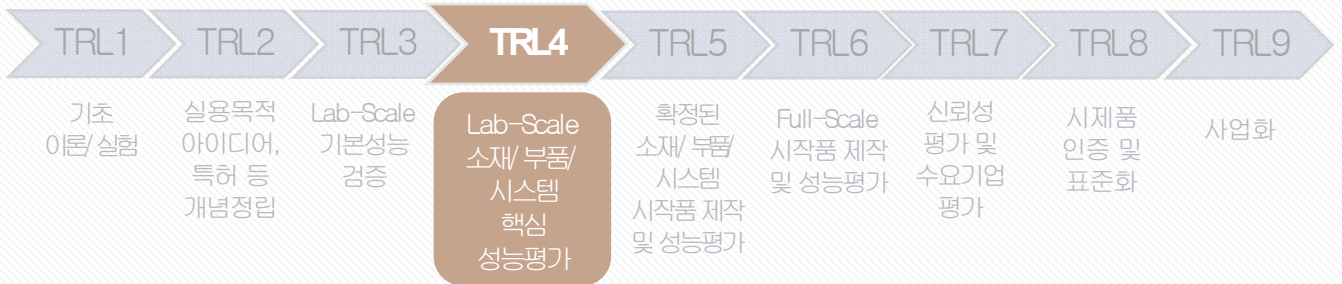 TRL1
TRL2
TRL3
TRL4
TRL5
TRL6
TRL7
TRL8
TRL9
기초
이론/ 실험
실용목적
아이디어,
특허 등
개념정립
Lab-Scale
기본성능
검증
Lab-Scale
소재/ 부품/
시스템
핵심
성능평가
확정된
소재/ 부품/
시스템
시작품 제작
및 성능평가
Full-Scale
시작품 제작
및 성능평가
신뢰성
평가 및
수요기업
평가
시제품
인증 및
표준화
사업화